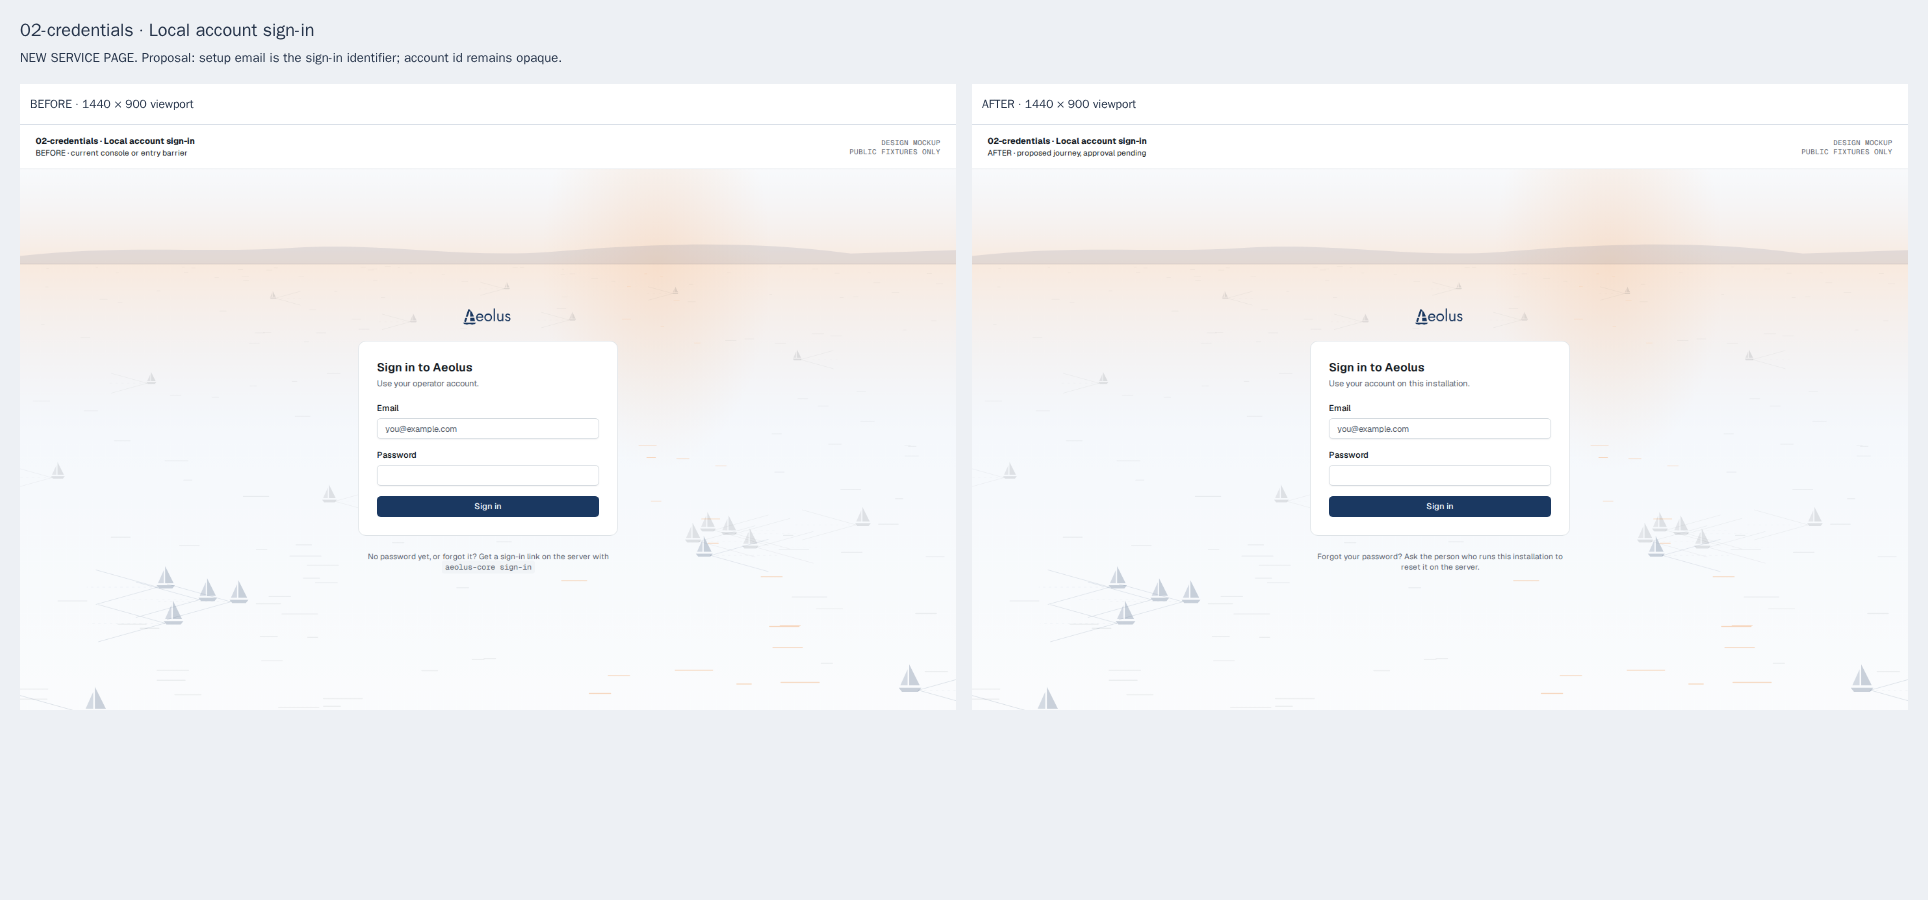 02-credentials · Local account sign-in
NEW SERVICE PAGE. Proposal: setup email is the sign-in identifier; account id remains opaque.
BEFORE · 1440 × 900 viewport
02-credentials · Local account sign-in
BEFORE · current console or entry barrier
DESIGN MOCKUP
PUBLIC FIXTURES ONLY
Aeolus
Sign in to Aeolus
Use your operator account.
Email
you@example.com
Password
Sign in
No password yet, or forgot it? Get a sign-in link on the server with
aeolus-core sign-in
AFTER · 1440 × 900 viewport
02-credentials · Local account sign-in
AFTER · proposed journey, approval pending
DESIGN MOCKUP
PUBLIC FIXTURES ONLY
Aeolus
Sign in to Aeolus
Use your account on this installation.
Email
you@example.com
Password
Sign in
Forgot your password? Ask the person who runs this installation to
reset it on the server.